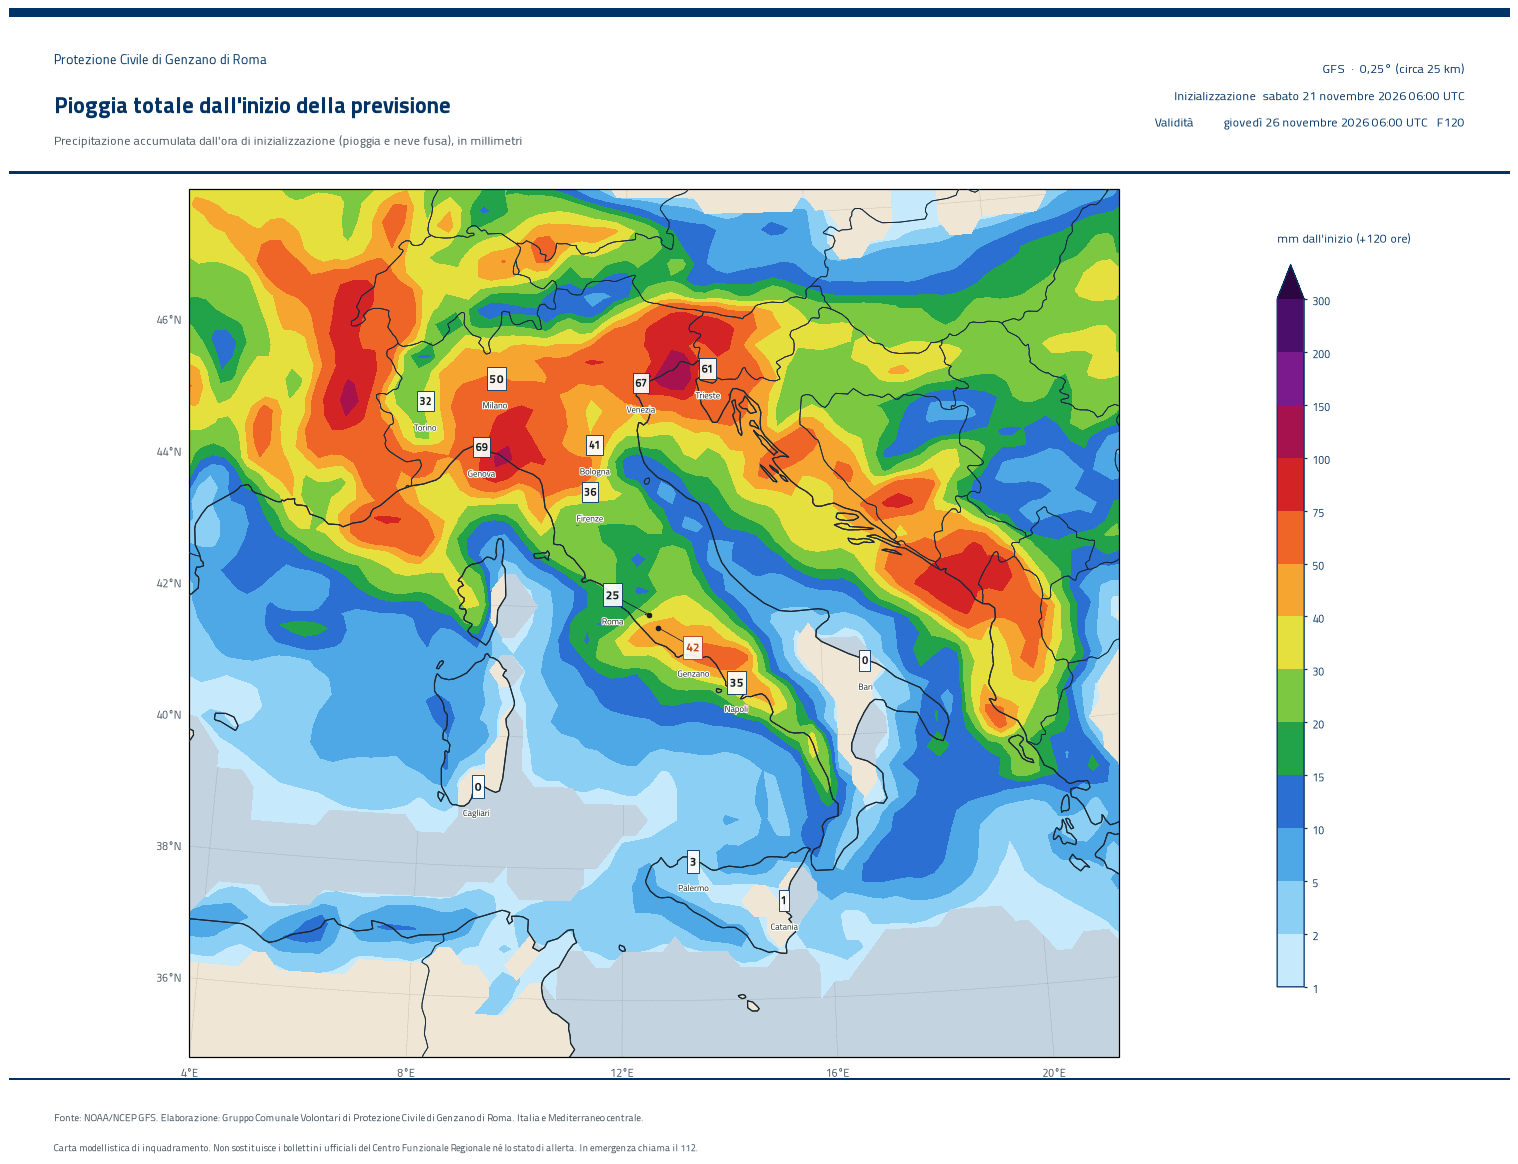 Protezione Civile di Genzano di Roma
Pioggia totale dall'inizio della previsione
Precipitazione accumulata dall'ora di inizializzazione (pioggia e neve fusa), in millimetri
GFS · 0,25° (circa 25 km)
Inizializzazione sabato 21 novembre 2026 06:00 UTC
Validità giovedì 26 novembre 2026 06:00 UTC F120
mm dall'inizio (+120 ore)
300
200
150
100
75
50
40
30
20
15
10
5
2
1
46°N
44°N
42°N
40°N
38°N
36°N
4°E
8°E
12°E
16°E
20°E
61
Trieste
50
Milano
67
Venezia
32
Torino
69
Genova
41
Bologna
36
Firenze
25
Roma
42
Genzano
0
Bari
35
Napoli
0
Cagliari
3
Palermo
1
Catania
Fonte: NOAA/NCEP GFS. Elaborazione: Gruppo Comunale Volontari di Protezione Civile di Genzano di Roma. Italia e Mediterraneo centrale.
Carta modellistica di inquadramento. Non sostituisce i bollettini ufficiali del Centro Funzionale Regionale né lo stato di allerta. In emergenza chiama il 112.